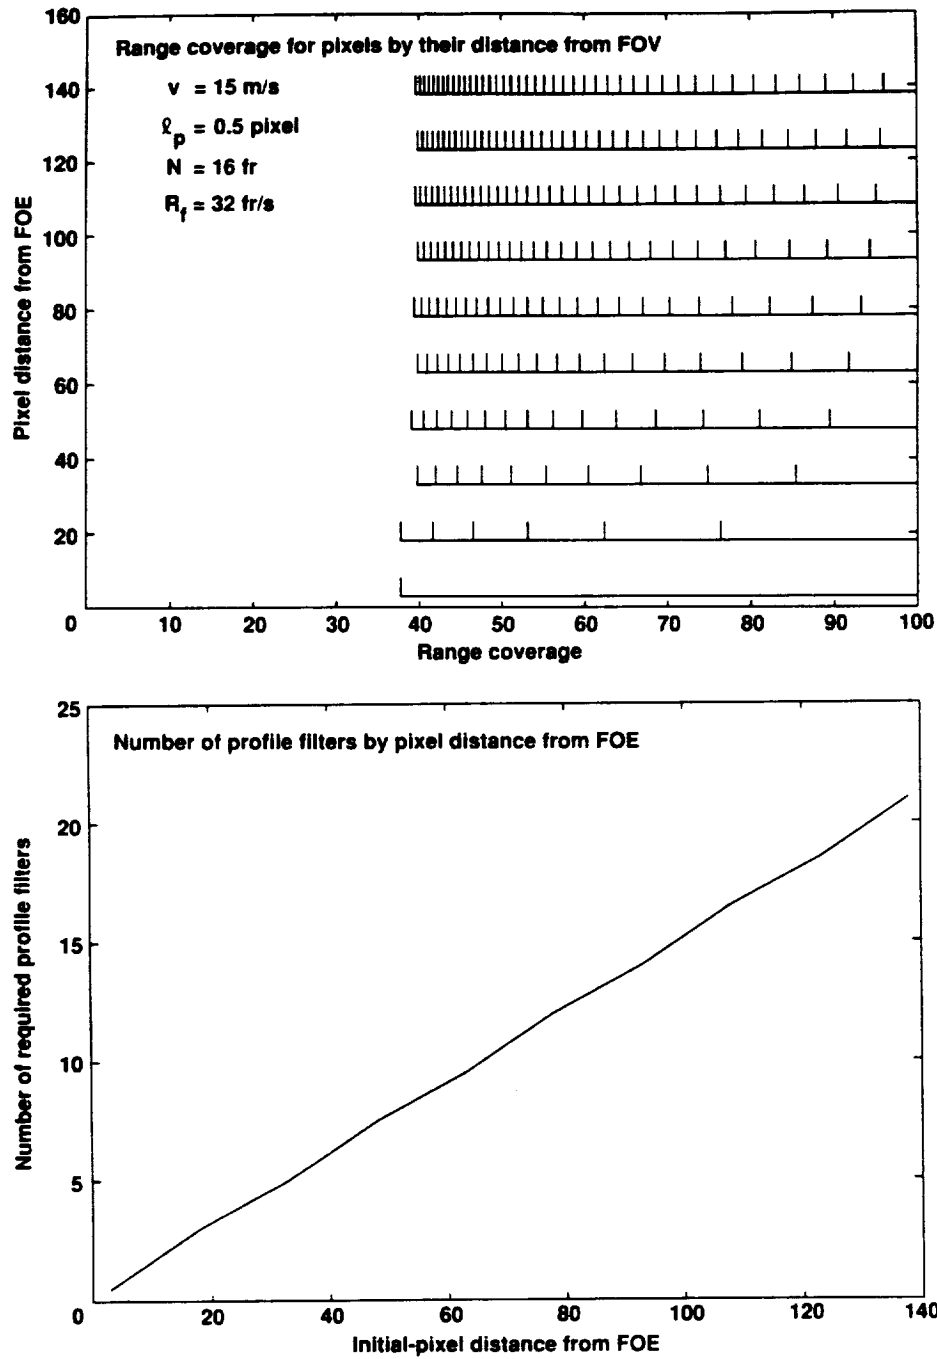 160
Range coverage for pixels by their distance from FOV
140
v = 15 m/s
ℓp = 0.5 pixel
120
N = 16 fr
Rf = 32 fr/s
100
80
60
40
20
Pixel distance from FOE
0 10 20 30 40 50 60 70 80 90 100
Range coverage
25
Number of profile filters by pixel distance from FOE
20
15
10
5
Number of required profile filters
0 20 40 60 80 100 120 140
Initial-pixel distance from FOE